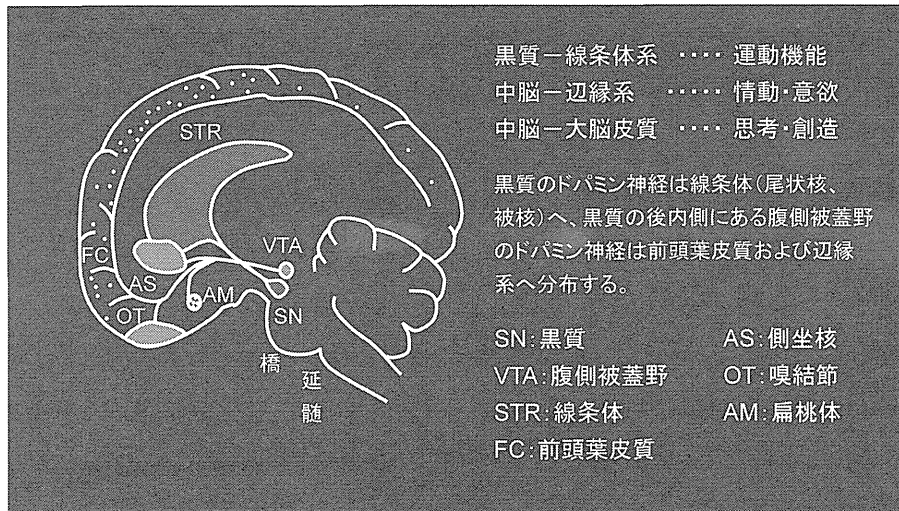 黒質－線条体系 ‥‥ 運動機能
中脳－辺縁系 ‥‥‥ 情動・意欲
中脳－大脳皮質 ‥‥ 思考・創造
黒質のドパミン神経は線条体(尾状核、
被核)へ、黒質の後内側にある腹側被蓋野
のドパミン神経は前頭葉皮質および辺縁
系へ分布する。
SN:黒質 AS:側坐核
VTA:腹側被蓋野 OT:嗅結節
STR:線条体 AM:扁桃体
FC:前頭葉皮質
STR
VTA
FC
AS
AM
OT
SN
橋
延
髄